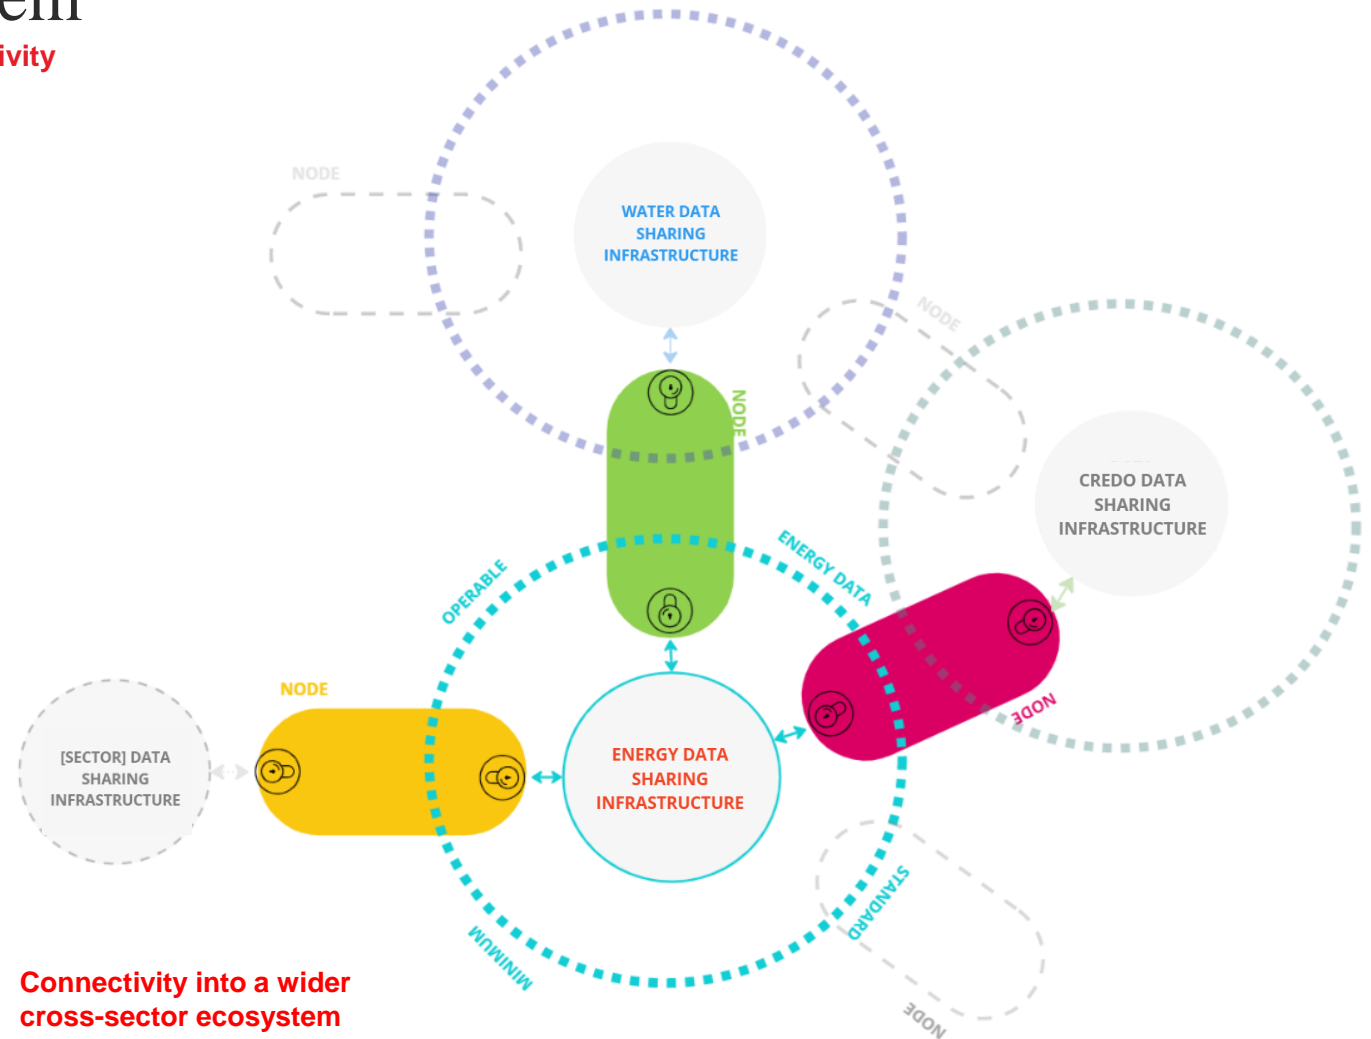 NODE
WATER DATA
SHARING
INFRASTRUCTURE
NODE
NODE
CREDO DATA
SHARING
INFRASTRUCTURE
OPERABLE
ENERGY DATA
NODE
NODE
[SECTOR] DATA
SHARING
INFRASTRUCTURE
ENERGY DATA
SHARING
INFRASTRUCTURE
STANDARD
MINIMUM
Connectivity into a wider
cross-sector ecosystem
NODE